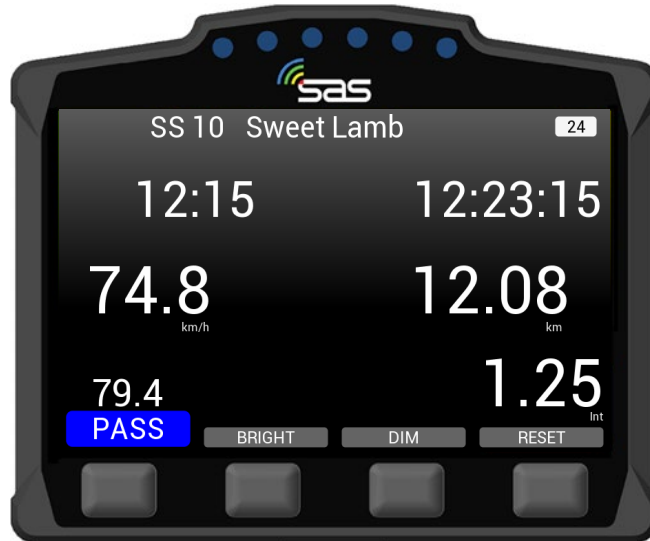 sas
SS 10 Sweet Lamb 24
12:15 12:23:15
74.8 km/h 12.08 km
79.4 1.25 Int
PASS BRIGHT DIM RESET